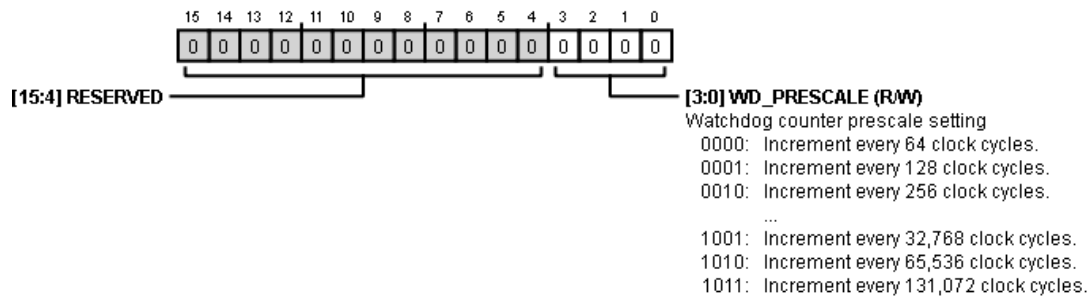 15 14 13 12 11 10 9 8 7 6 5 4 3 2 1 0
0 0 0 0 0 0 0 0 0 0 0 0 0 0 0 0
[15:4] RESERVED
[3:0] WD_PRESCALE (R/W)
Watchdog counter prescale setting
0000: Increment every 64 clock cycles.
0001: Increment every 128 clock cycles.
0010: Increment every 256 clock cycles.
...
1001: Increment every 32,768 clock cycles.
1010: Increment every 65,536 clock cycles.
1011: Increment every 131,072 clock cycles.